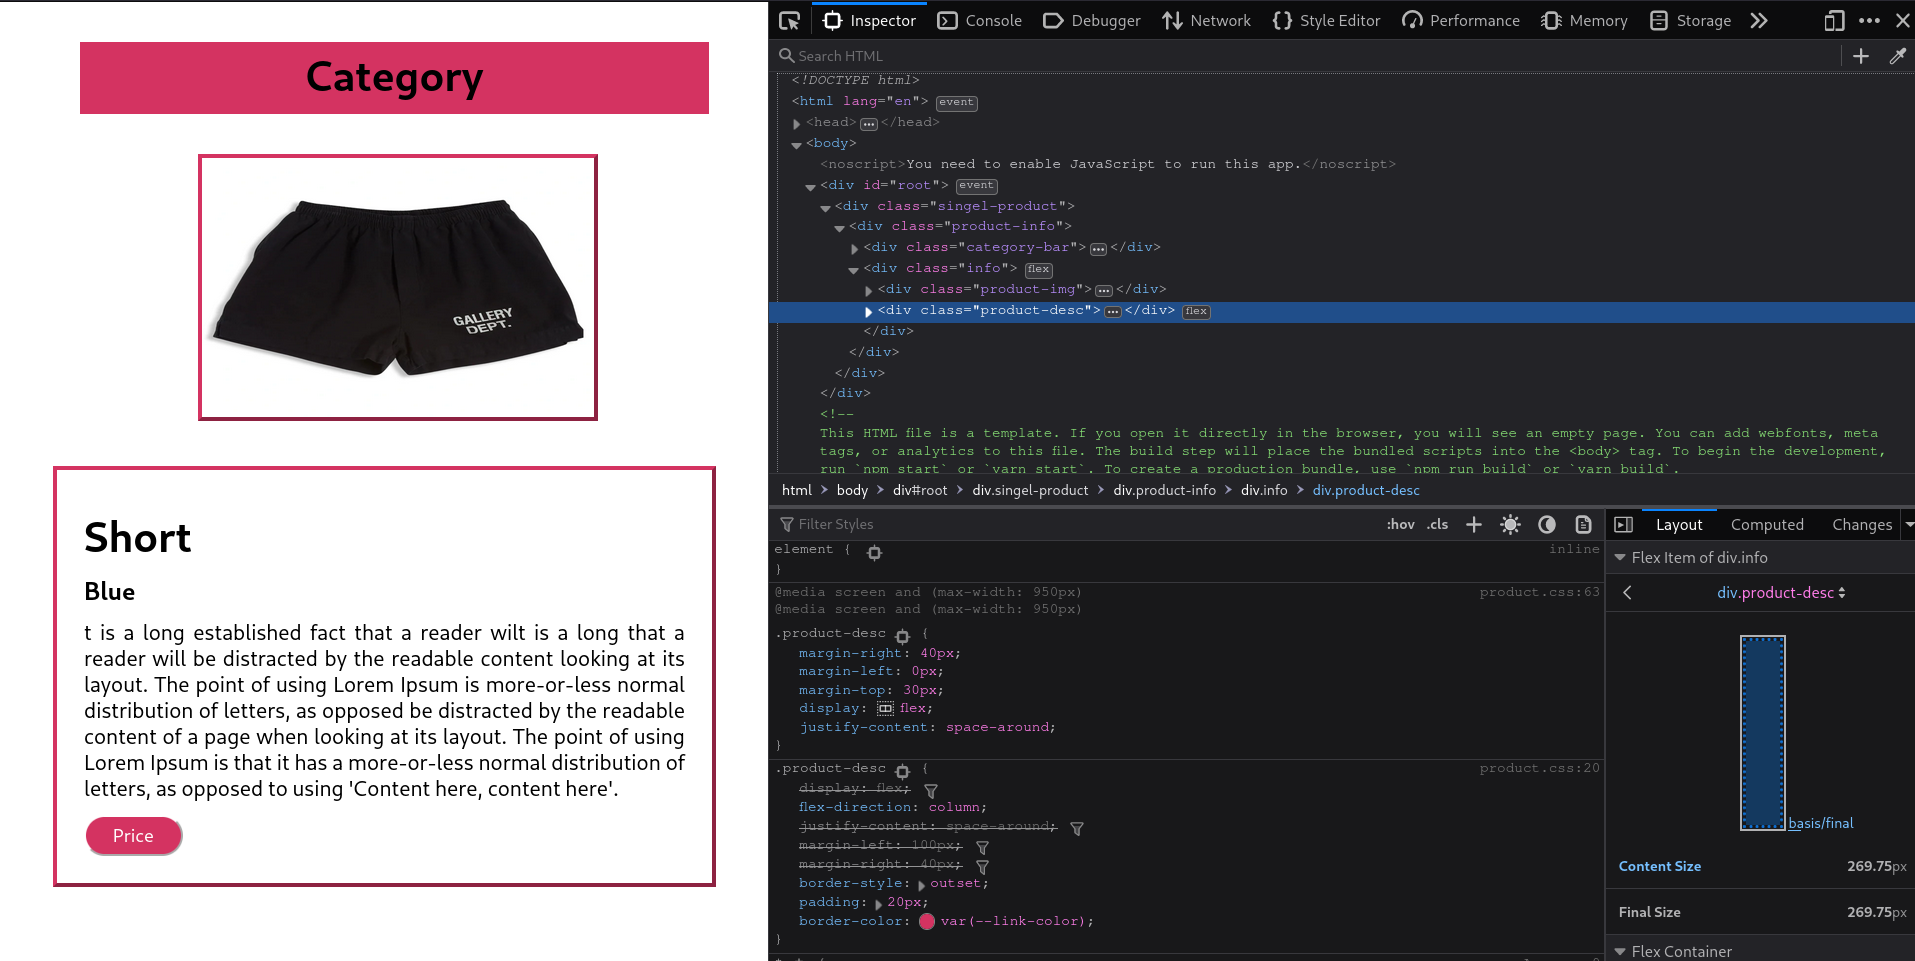 Category
GALLERY
DEPT.
Short
Blue
t is a long established fact that a reader wilt is a long that a
reader will be distracted by the readable content looking at its
layout. The point of using Lorem Ipsum is more-or-less normal
distribution of letters, as opposed be distracted by the readable
content of a page when looking at its layout. The point of using
Lorem Ipsum is that it has a more-or-less normal distribution of
letters, as opposed to using 'Content here, content here'.
Price
Inspector Console Debugger Network Style Editor Performance Memory Storage
Search HTML
<!DOCTYPE html>
<html lang="en"> event
<head> ••• </head>
<body>
<noscript>You need to enable JavaScript to run this app.</noscript>
<div id="root"> event
<div class="singel-product">
<div class="product-info">
<div class="category-bar"> ••• </div>
<div class="info"> flex
<div class="product-img"> ••• </div>
<div class="product-desc"> ••• </div> flex
</div>
</div>
</div>
</div>
<!--
This HTML file is a template. If you open it directly in the browser, you will see an empty page. You can add webfonts, meta
tags, or analytics to this file. The build step will place the bundled scripts into the <body> tag. To begin the development,
run `npm start` or `yarn start`. To create a production bundle, use `npm run build` or `yarn build`.
html > body > div#root > div.singel-product > div.product-info > div.info > div.product-desc
Filter Styles :hov .cls
element { inline
}
@media screen and (max-width: 950px) product.css:63
@media screen and (max-width: 950px)
.product-desc {
margin-right: 40px;
margin-left: 0px;
margin-top: 30px;
display: flex;
justify-content: space-around;
}
.product-desc { product.css:20
display: flex;
flex-direction: column;
justify-content: space-around;
margin-left: 100px;
margin-right: 40px;
border-style: outset;
padding: 20px;
border-color: var(--link-color);
}
Layout Computed Changes
Flex Item of div.info
div.product-desc
basis/final
Content Size 269.75px
Final Size 269.75px
Flex Container